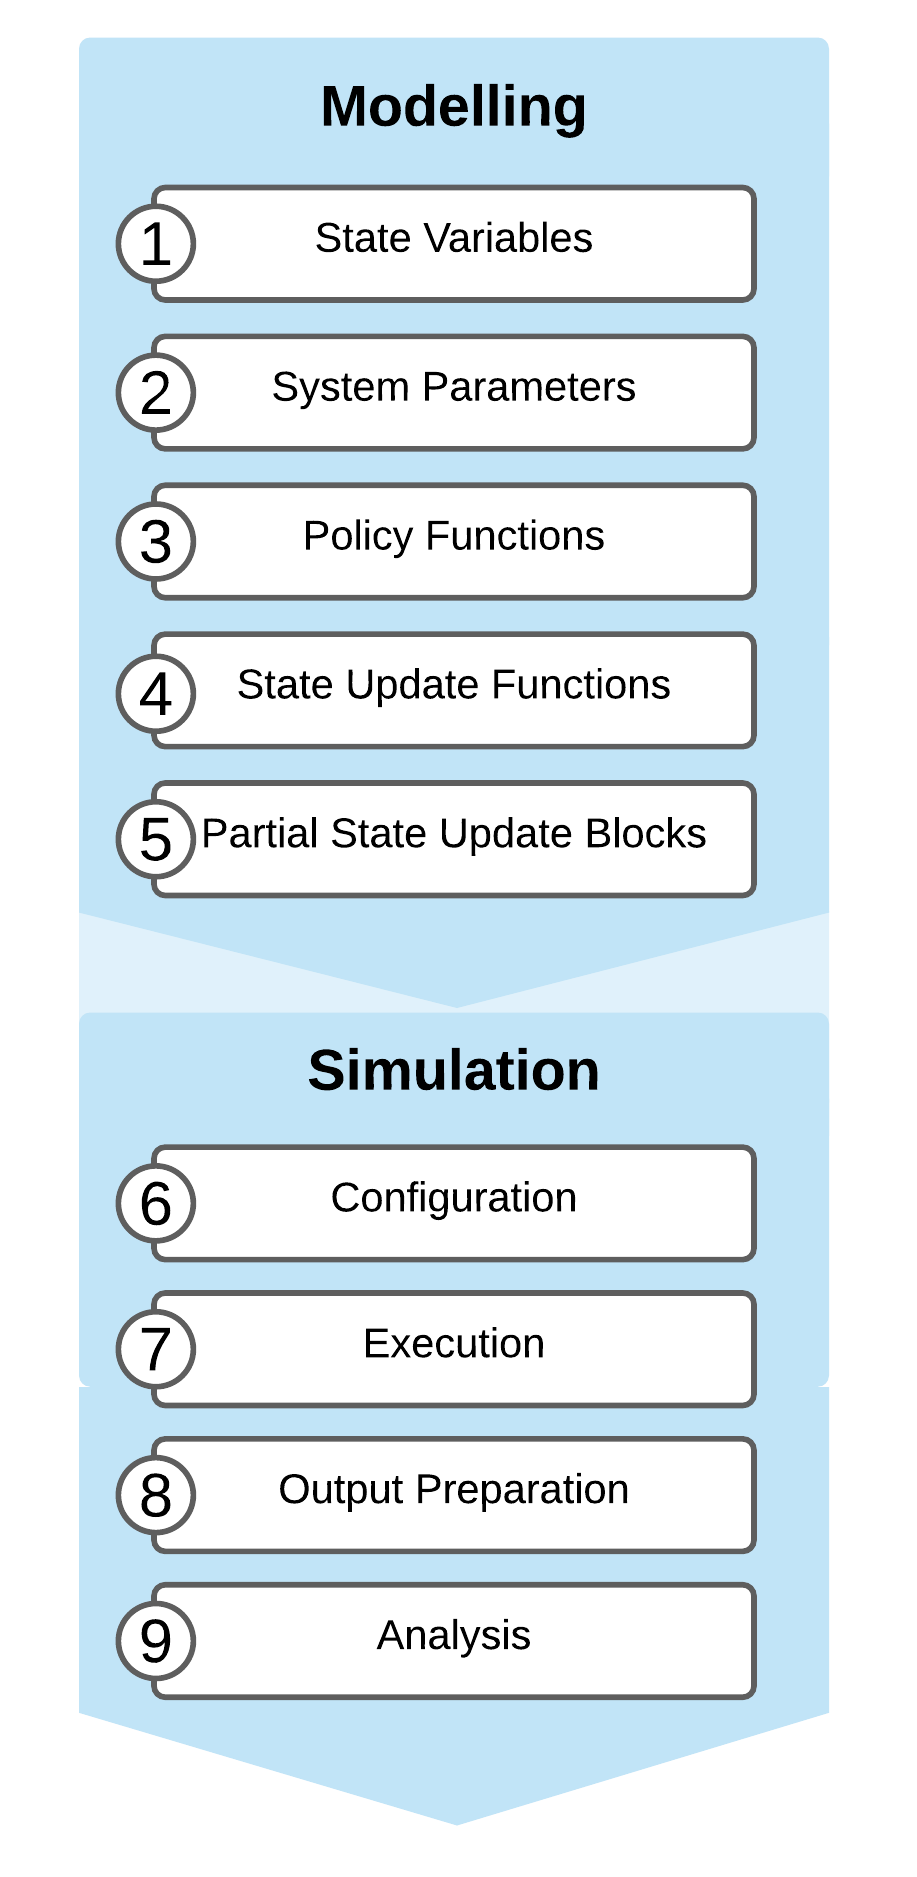 Modelling
1
State Variables
2
System Parameters
3
Policy Functions
4
State Update Functions
5
Partial State Update Blocks
Simulation
6
Configuration
7
Execution
8
Output Preparation
9
Analysis